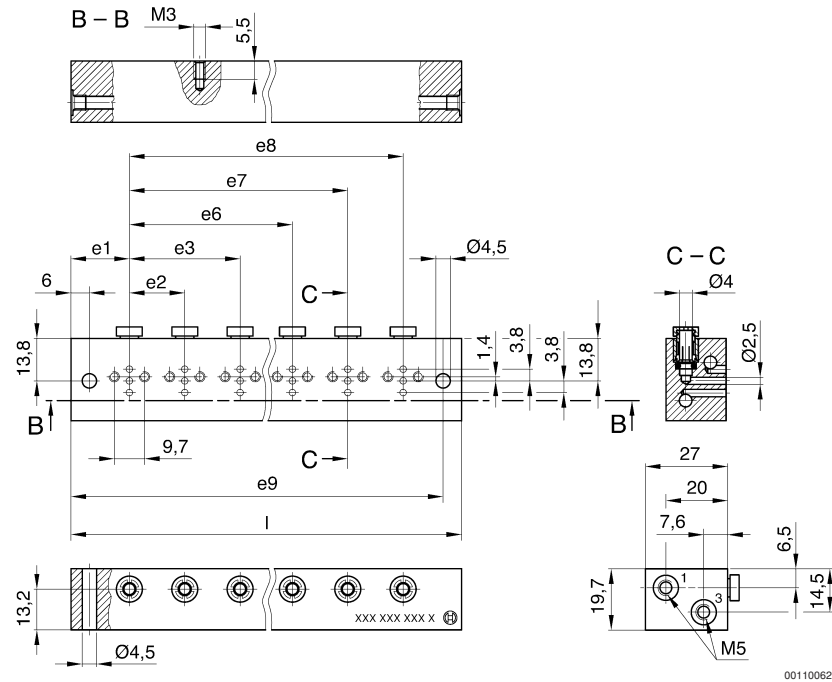 B – B
M3
5,5
e8
e7
e6
e1
e3
Ø4,5
6
e2
C
C – C
Ø4
13,8
1,4
3,8
3,8
13,8
Ø2,5
B
B
9,7
C
e9
l
27
20
7,6
6,5
13,2
XXX XXX XXX X
19,7
1
3
14,5
Ø4,5
M5
00110062